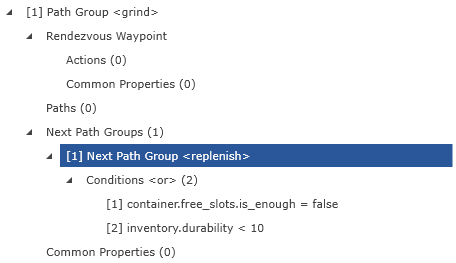 [1] Path Group <grind>
Rendezvous Waypoint
Actions (0)
Common Properties (0)
Paths (0)
Next Path Groups (1)
[1] Next Path Group <replenish>
Conditions <or> (2)
[1] container.free_slots.is_enough = false
[2] inventory.durability < 10
Common Properties (0)